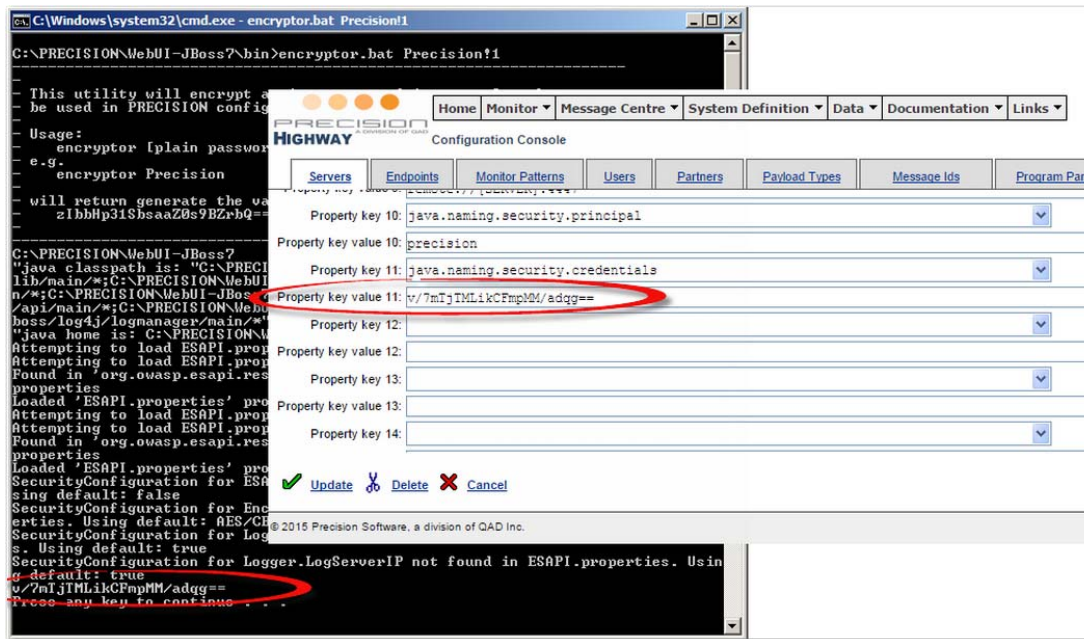 C:\Windows\system32\cmd.exe - encryptor.bat Precision!1
C:\PRECISION\WebUI-JBoss7\bin>encryptor.bat Precision!1
- This utility will encrypt a
- be used in PRECISION config
- Usage:
- encryptor [plain passwor
- e.g.
- encryptor Precision
- will return generate the va
- zIbbHp31SbsaaZ0s9BZrbQ==
C:\PRECISION\WebUI-JBoss7
"java classpath is: "C:\PRECI
lib/main/*;C:\PRECISION\WebUI
n/*;C:\PRECISION\WebUI-JBos
/api/main/*;C:\PRECISION\WebU
boss/log4j/logmanager/main/*"
"java home is: C:\PRECISION\W
Attempting to load ESAPI.prop
Attempting to load ESAPI.prop
Found in 'org.owasp.esapi.res
properties
Loaded 'ESAPI.properties' pro
Attempting to load ESAPI.prop
Attempting to load ESAPI.prop
Found in 'org.owasp.esapi.res
properties
Loaded 'ESAPI.properties' pro
SecurityConfiguration for ESA
sing default: false
SecurityConfiguration for Enc
erties. Using default: AES/CB
SecurityConfiguration for Log
s. Using default: true
SecurityConfiguration for Logger.LogServerIP not found in ESAPI.properties. Usin
g default: true
v/7mTjTMLikCFmpMM/adqg==
Press any key to continue . . .
PRECISION
A DIVISION OF QAD
HIGHWAY
Home Monitor Message Centre System Definition Data Documentation Links
Configuration Console
Servers Endpoints Monitor Patterns Users Partners Payload Types Message Ids Program Par
Property key 10: java.naming.security.principal
Property key value 10: precision
Property key 11: java.naming.security.credentials
Property key value 11: v/7mTjTMLikCFmpMM/adqg==
Property key 12:
Property key value 12:
Property key 13:
Property key value 13:
Property key 14:
Update Delete Cancel
© 2015 Precision Software, a division of QAD Inc.